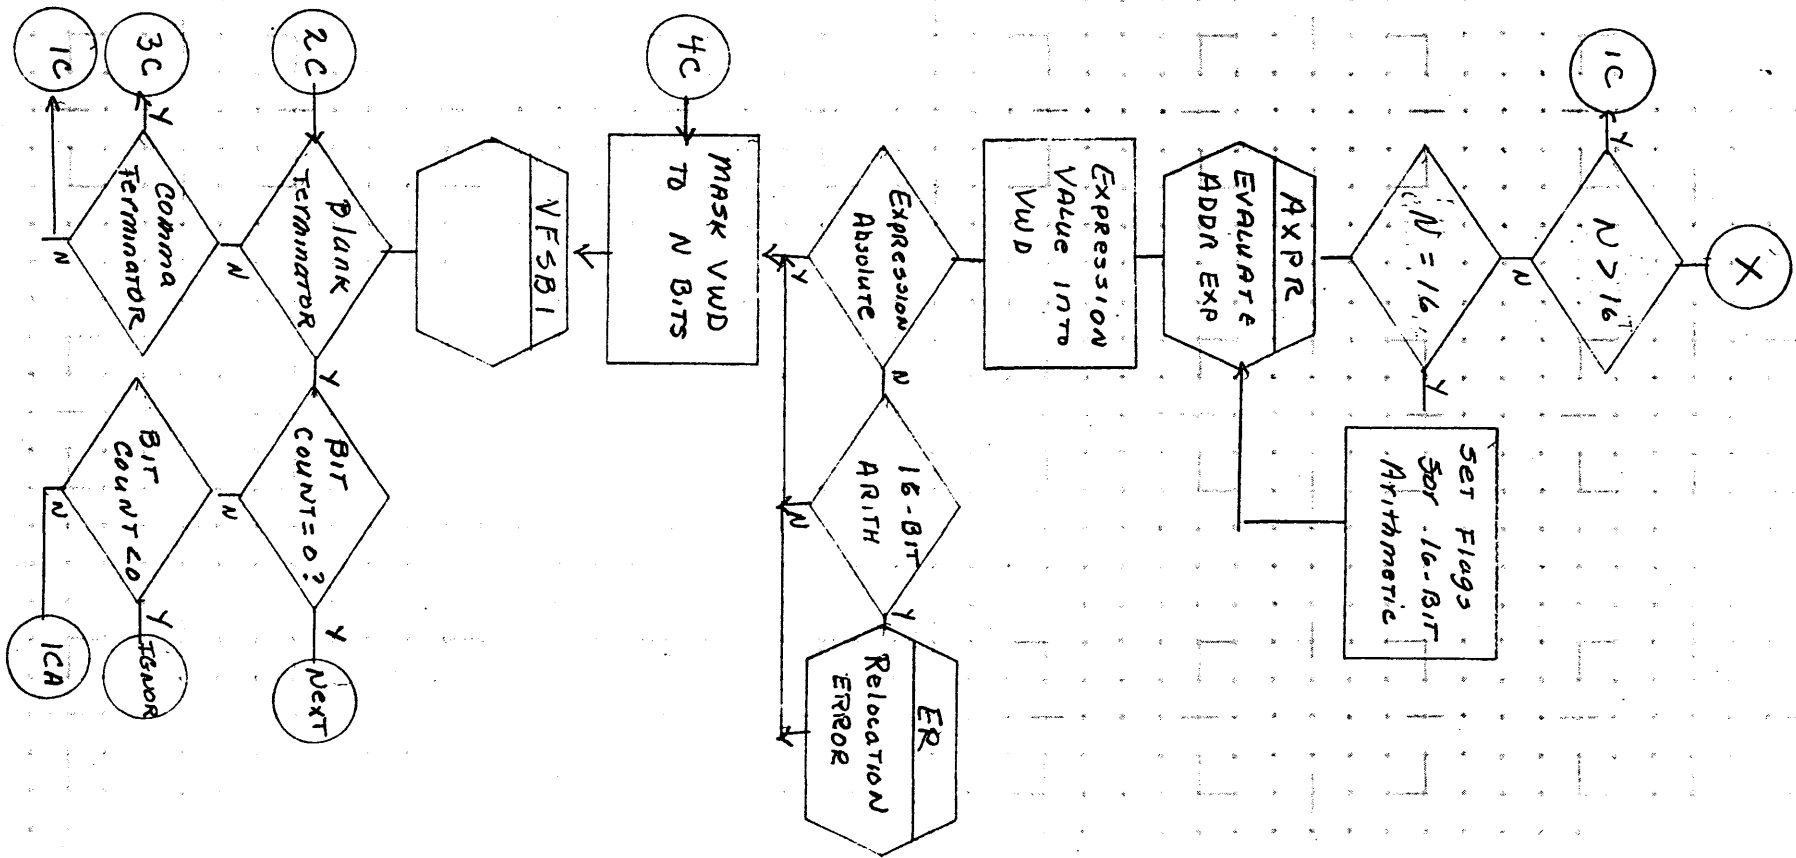 X
N > 16
Y
1C
N
N = 16
Y
Set Flags
for 16-BIT
Arithmetic
AXPR
EVALUATE
ADDR EXP
EXPRESSION
VALUE INTO
VWD
EXPRESSION
Absolute
N
Y
16-BIT
ARITH
Y
N
ER
Relocation
ERROR
4C
MASK VWD
TO N BITS
VFSB1
2C
Blank
Terminator
Y
N
BIT
COUNT=0?
Y
N
NEXT
3C
Y
Comma
Terminator
N
1C
BIT
COUNT<0
Y
N
IGNOR
1CA